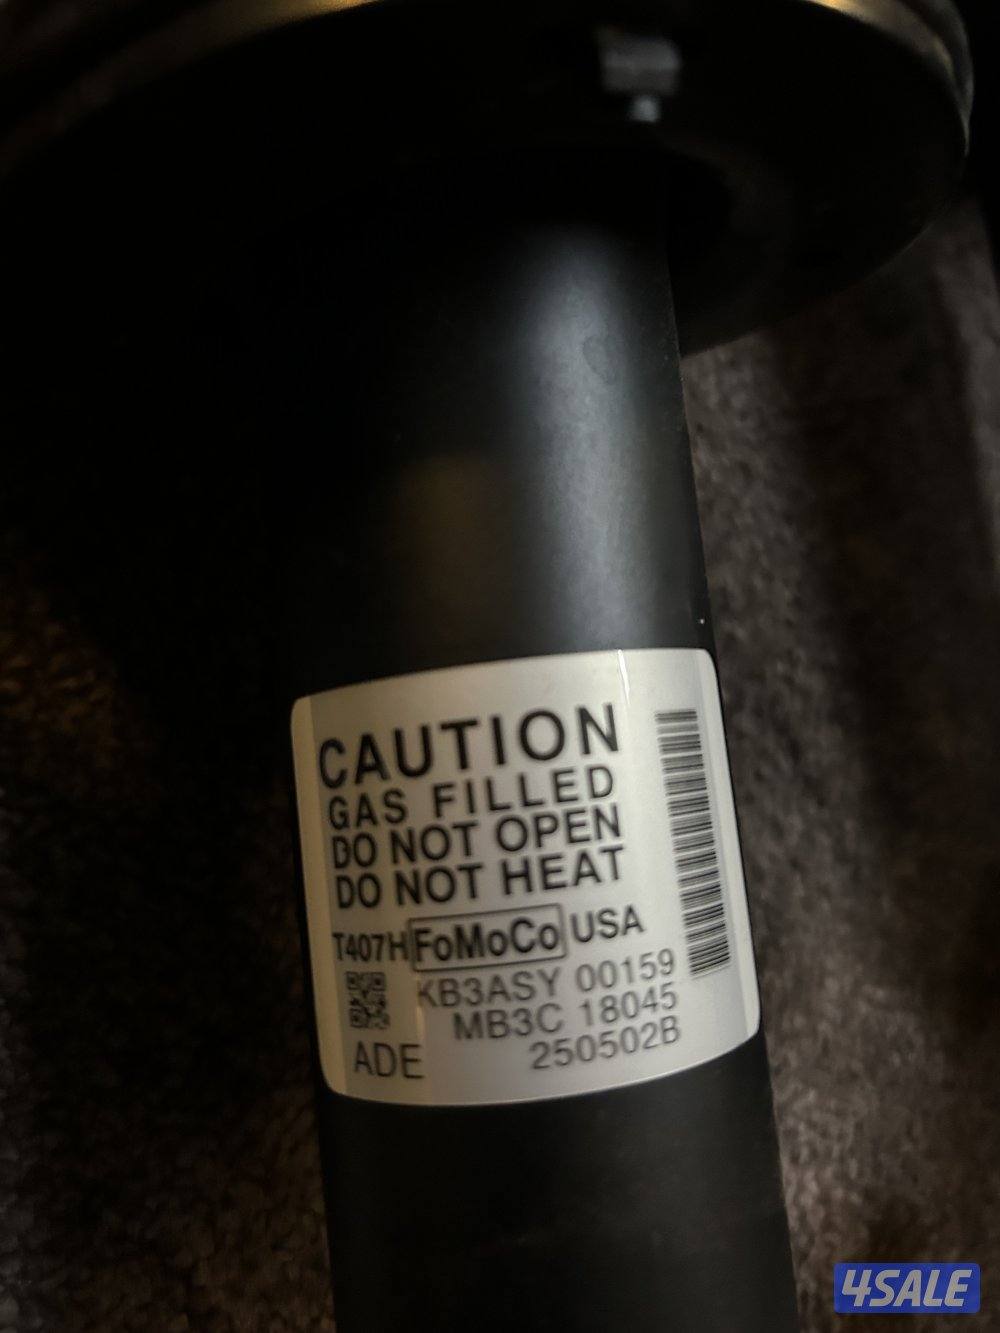 CAUTION
GAS FILLED
DO NOT OPEN
DO NOT HEAT
T407H FoMoCo USA
KB3ASY 00159
MB3C 18045
ADE 250502B
4SALE